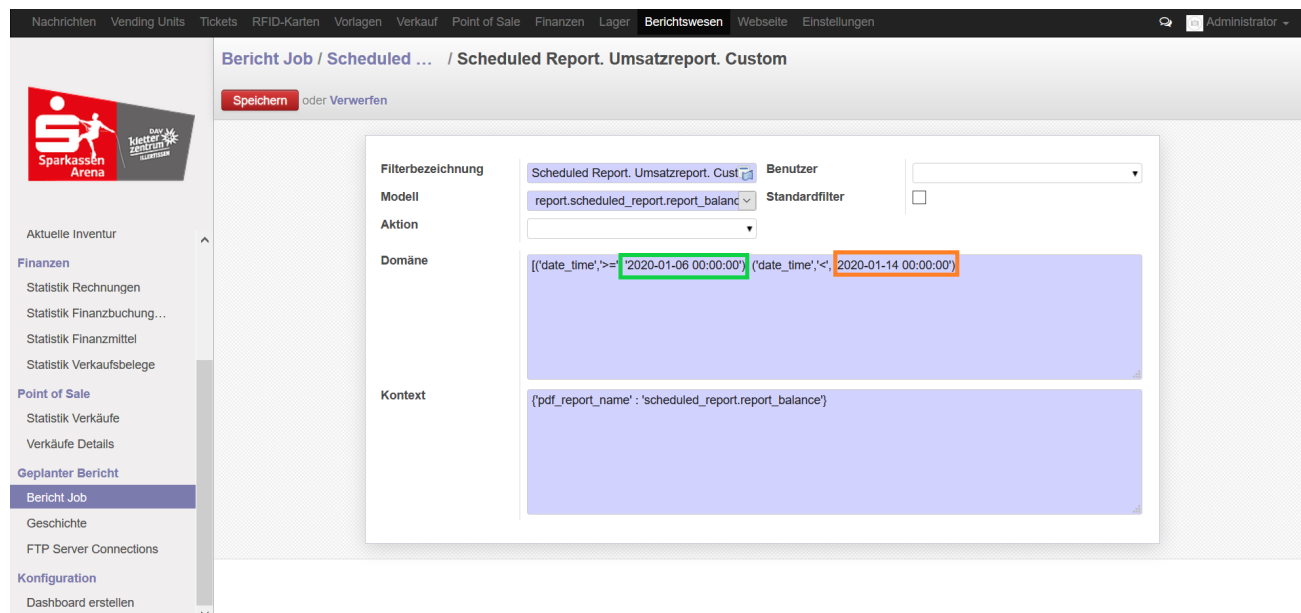 Nachrichten Vending Units Tickets RFID-Karten Vorlagen Verkauf Point of Sale Finanzen Lager Berichtswesen Webseite Einstellungen Administrator
Bericht Job / Scheduled … / Scheduled Report. Umsatzreport. Custom
Speichern oder Verwerfen
Sparkassen
Arena
DAV
kletter
zentrum
ILLERTISSEN
Aktuelle Inventur
Finanzen
Statistik Rechnungen
Statistik Finanzbuchung…
Statistik Finanzmittel
Statistik Verkaufsbelege
Point of Sale
Statistik Verkäufe
Verkäufe Details
Geplanter Bericht
Bericht Job
Geschichte
FTP Server Connections
Konfiguration
Dashboard erstellen
Filterbezeichnung Scheduled Report. Umsatzreport. Cust Benutzer
Modell report.scheduled_report.report_balanc Standardfilter
Aktion
Domäne [('date_time','>=' '2020-01-06 00:00:00') ('date_time','<', 2020-01-14 00:00:00')
Kontext {'pdf_report_name' : 'scheduled_report.report_balance'}